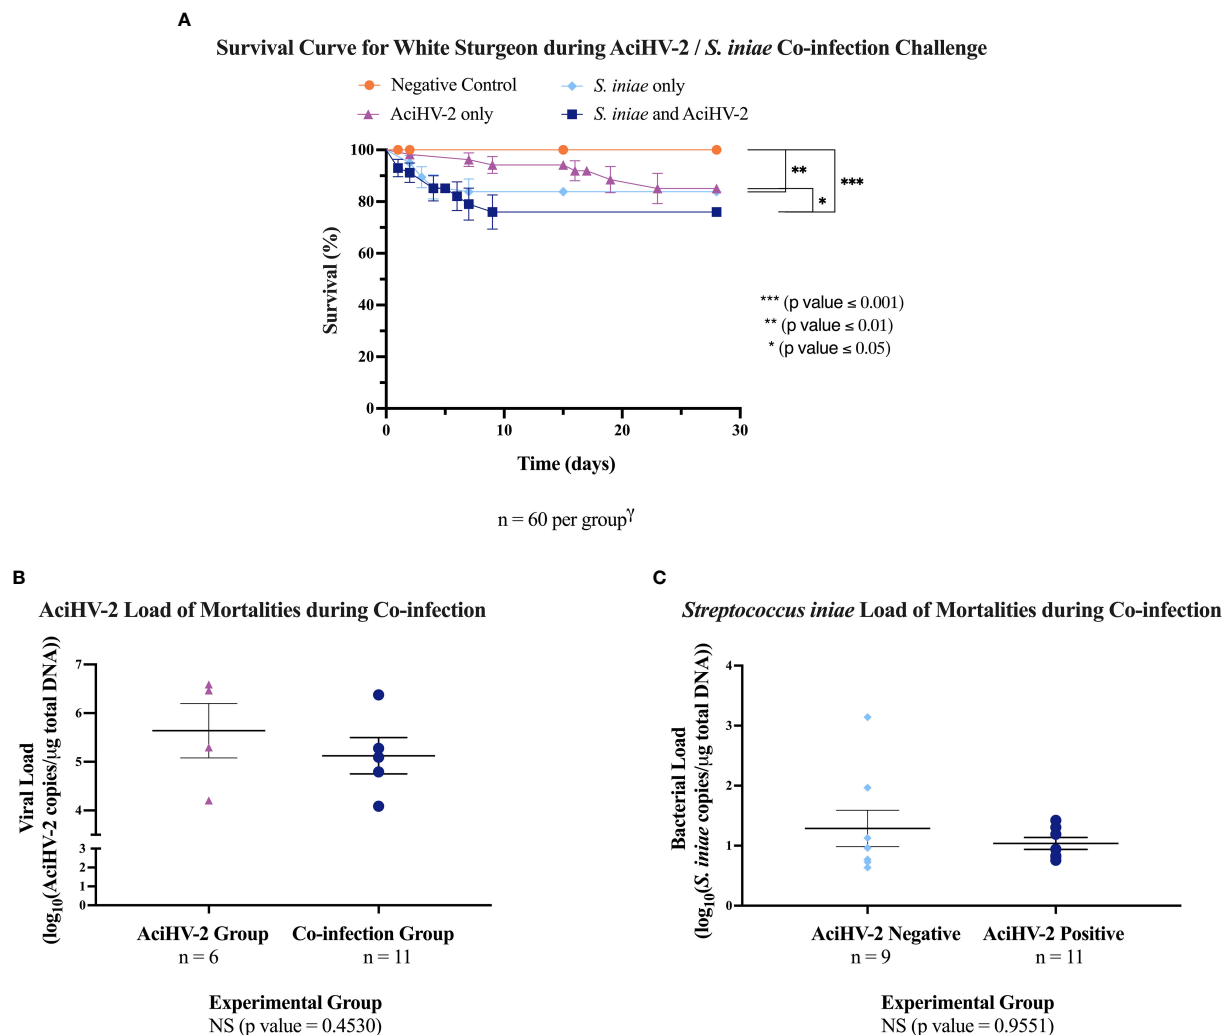 A
Survival Curve for White Sturgeon during AciHV-2 / S. iniae Co-infection Challenge
Negative Control
S. iniae only
AciHV-2 only
S. iniae and AciHV-2
100
80
60
40
20
0
Survival (%)
0 10 20 30
Time (days)
**
***
*
*** (p value ≤ 0.001)
** (p value ≤ 0.01)
* (p value ≤ 0.05)
n = 60 per groupγ
B
AciHV-2 Load of Mortalities during Co-infection
Viral Load
(log10(AciHV-2 copies/μg total DNA))
7
6
5
4
3
2
1
0
AciHV-2 Group Co-infection Group
n = 6 n = 11
Experimental Group
NS (p value = 0.4530)
C
Streptococcus iniae Load of Mortalities during Co-infection
Bacterial Load
(log10(S. iniae copies/μg total DNA))
4
3
2
1
0
AciHV-2 Negative AciHV-2 Positive
n = 9 n = 11
Experimental Group
NS (p value = 0.9551)